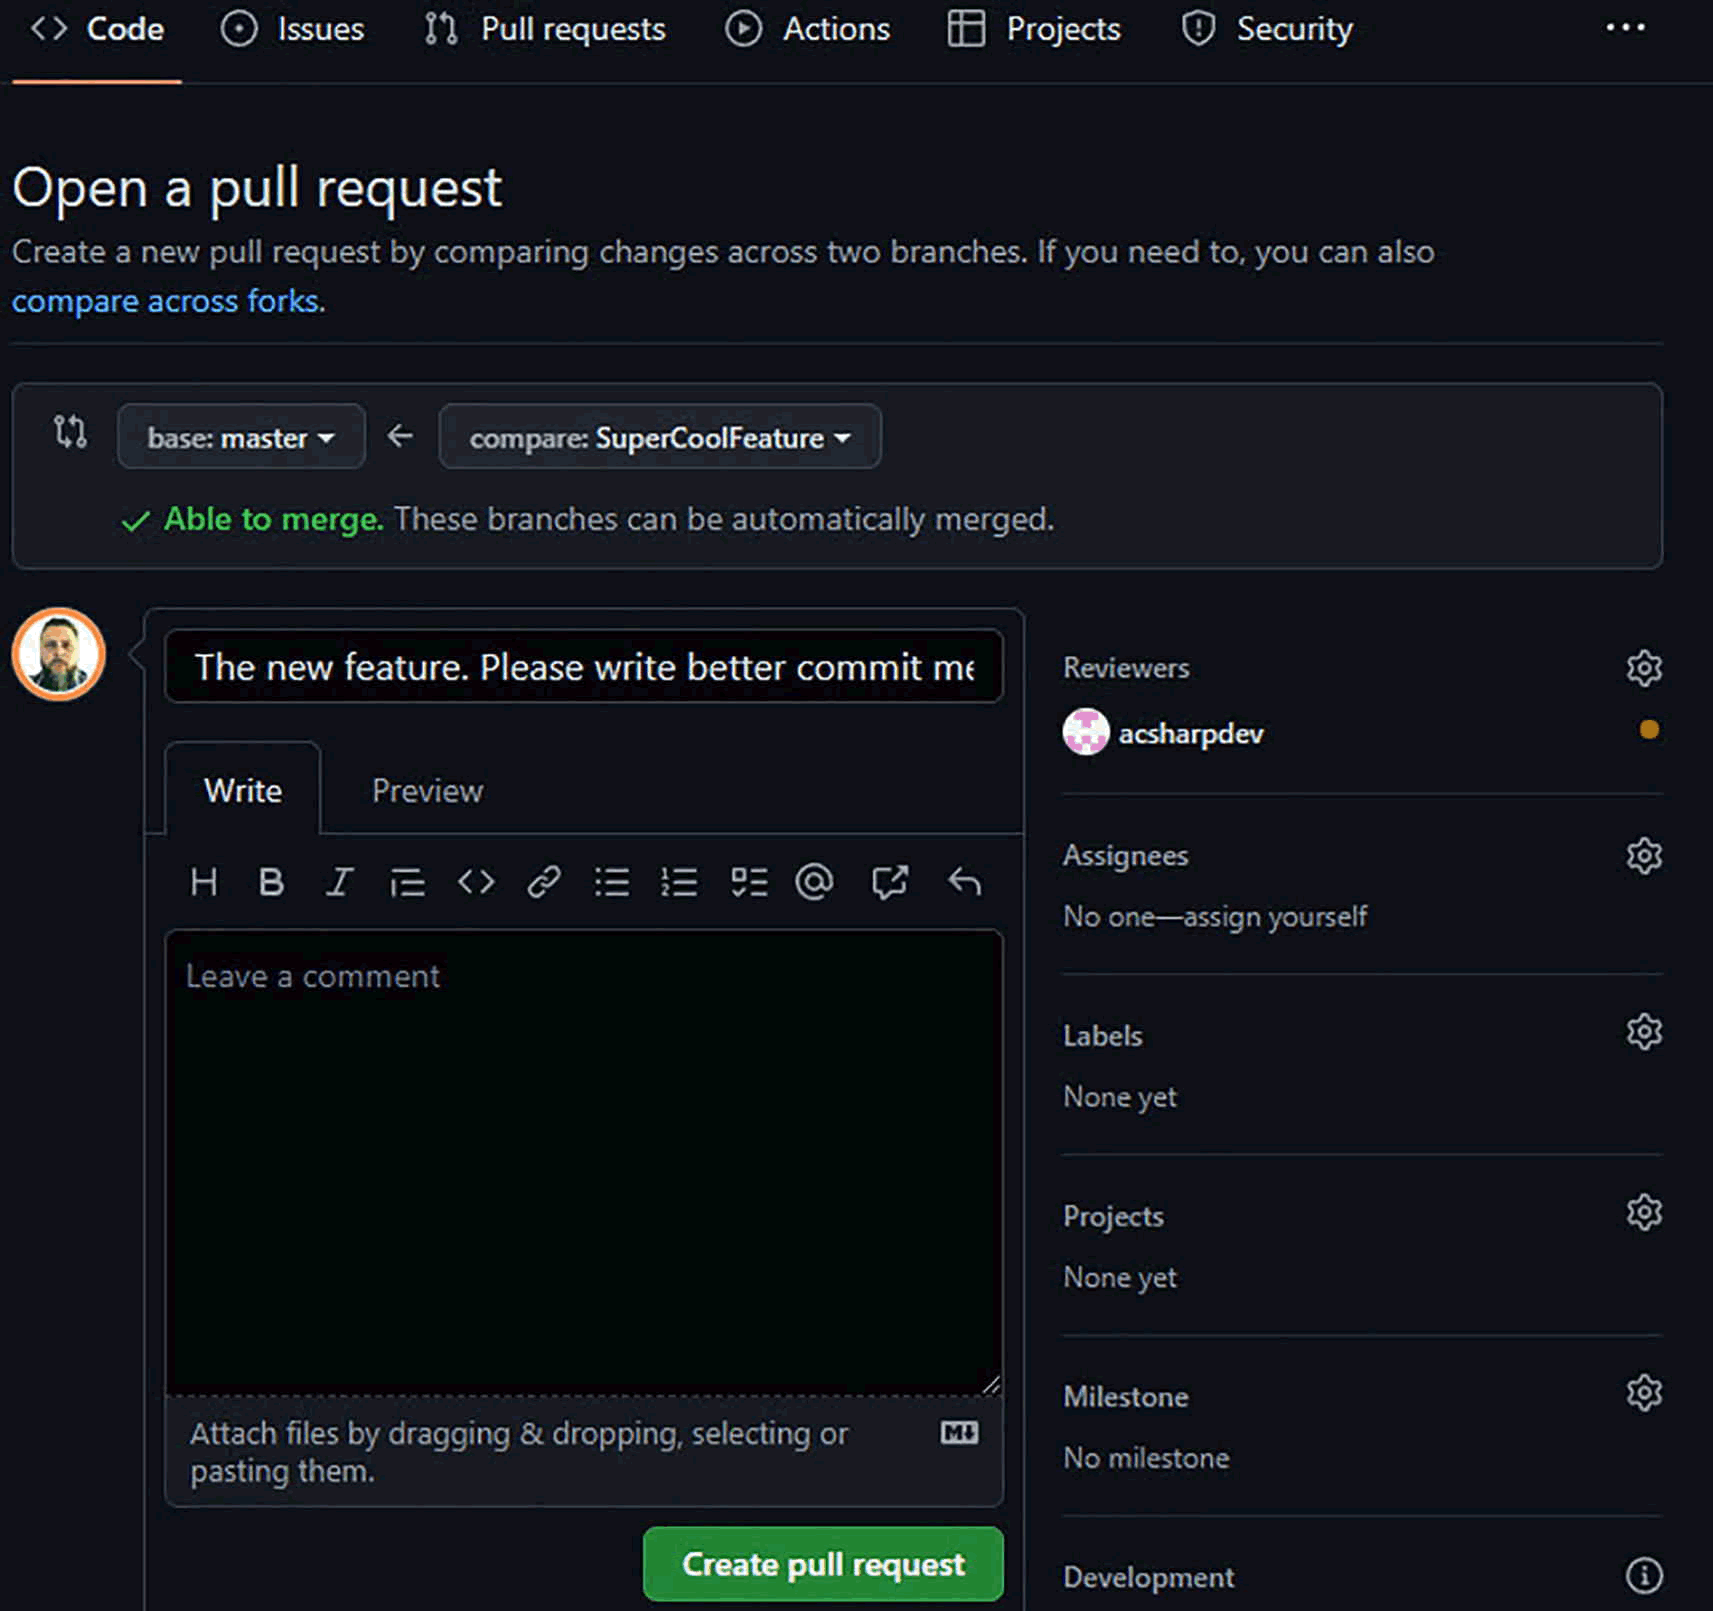 Code Issues Pull requests Actions Projects Security
Open a pull request
Create a new pull request by comparing changes across two branches. If you need to, you can also
compare across forks.
base: master compare: SuperCoolFeature
Able to merge. These branches can be automatically merged.
The new feature. Please write better commit me
Write Preview
Leave a comment
Attach files by dragging & dropping, selecting or
pasting them.
Create pull request
Reviewers
acsharpdev
Assignees
No one—assign yourself
Labels
None yet
Projects
None yet
Milestone
No milestone
Development